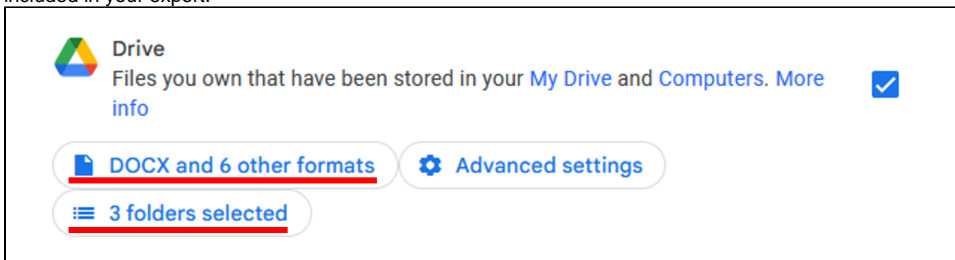 included in your export.
Drive
Files you own that have been stored in your My Drive and Computers. More
info
DOCX and 6 other formats
Advanced settings
3 folders selected